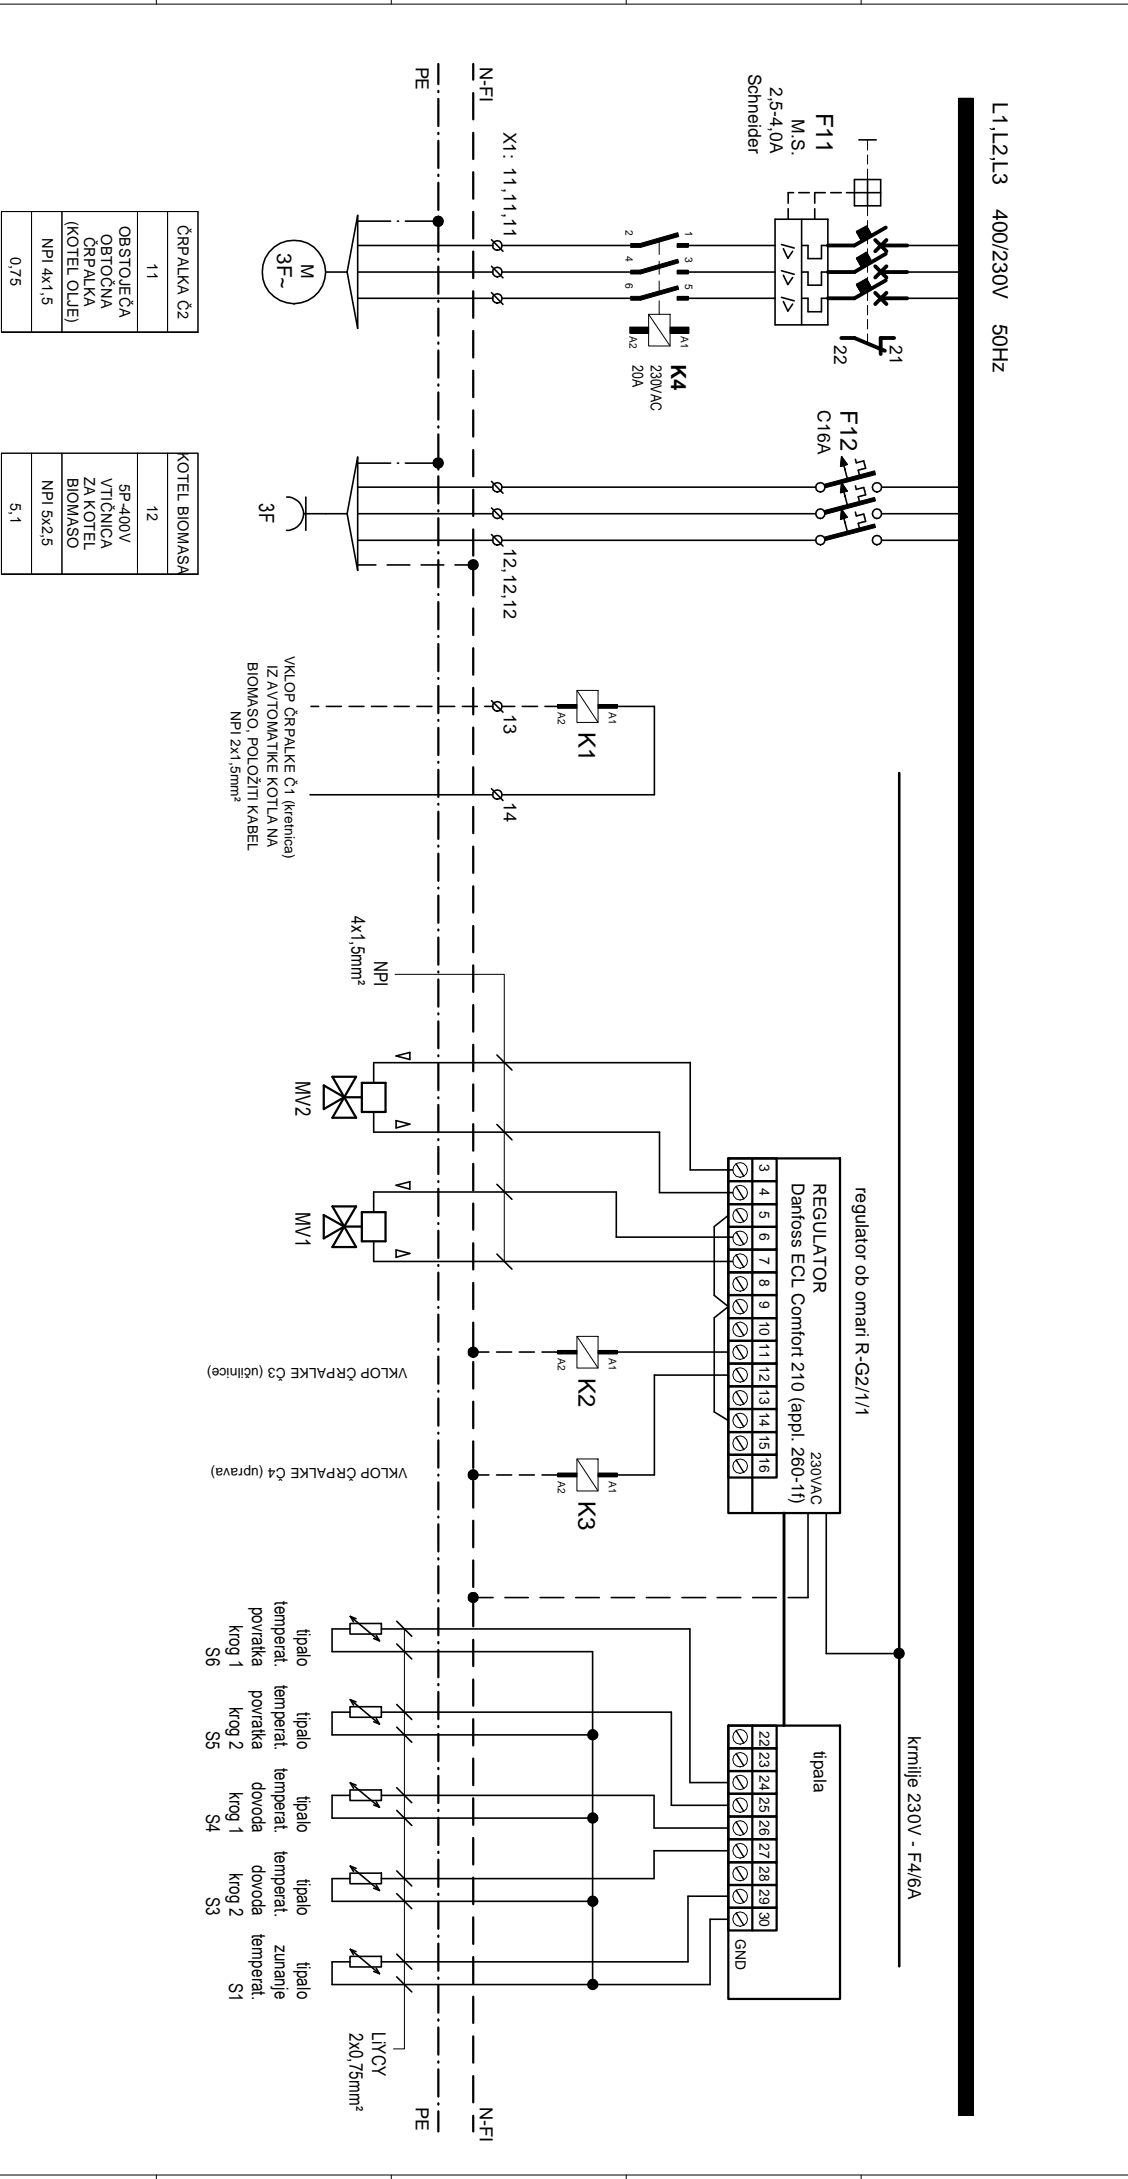 L1,L2,L3 400/230V 50Hz
F11
M.S.
2,5-4,0A
Schneider
21
22
I>
I>
I>
1
3
5
2
4
6
A1
A2
K4
230VAC
20A
X1: 11,11,11
N-FI
PE
M
3F~
ČRPALKA Č2
11
OBSTOJEČA
OBTOČNA
ČRPALKA
(KOTEL OLJE)
NPI 4x1,5
0,75
F12
C16A
12,12,12
3F
KOTEL BIOMASA
12
5P-400V
VTIČNICA
ZA KOTEL
BIOMASO
NPI 5x2,5
5,1
A1
A2
K1
13
14
VKLOP ČRPALKE Č1 (kretnica)
IZ AVTOMATIKE KOTLA NA
BIOMASO, POLOŽITI KABEL
NPI 2x1,5mm²
NPI
4x1,5mm²
MV2
MV1
regulator ob omari R-G2/1/1
REGULATOR
Danfoss ECL Comfort 210 (appl. 260-1f)
230VAC
3 4 5 6 7 8 9 10 11 12 13 14 15 16
A1
A2
K2
VKLOP ČRPALKE Č3 (učilnice)
A1
A2
K3
VKLOP ČRPALKE Č4 (uprava)
krmilje 230V - F4/6A
tipala
22 23 24 25 26 27 28 29 30
GND
tipalo
temperat.
povratka
krog 1
S6
tipalo
temperat.
povratka
krog 2
S5
tipalo
temperat.
dovoda
krog 1
S4
tipalo
temperat.
dovoda
krog 2
S3
tipalo
zunanje
temperat.
S1
LiYCY
2x0,75mm²
N-FI
PE